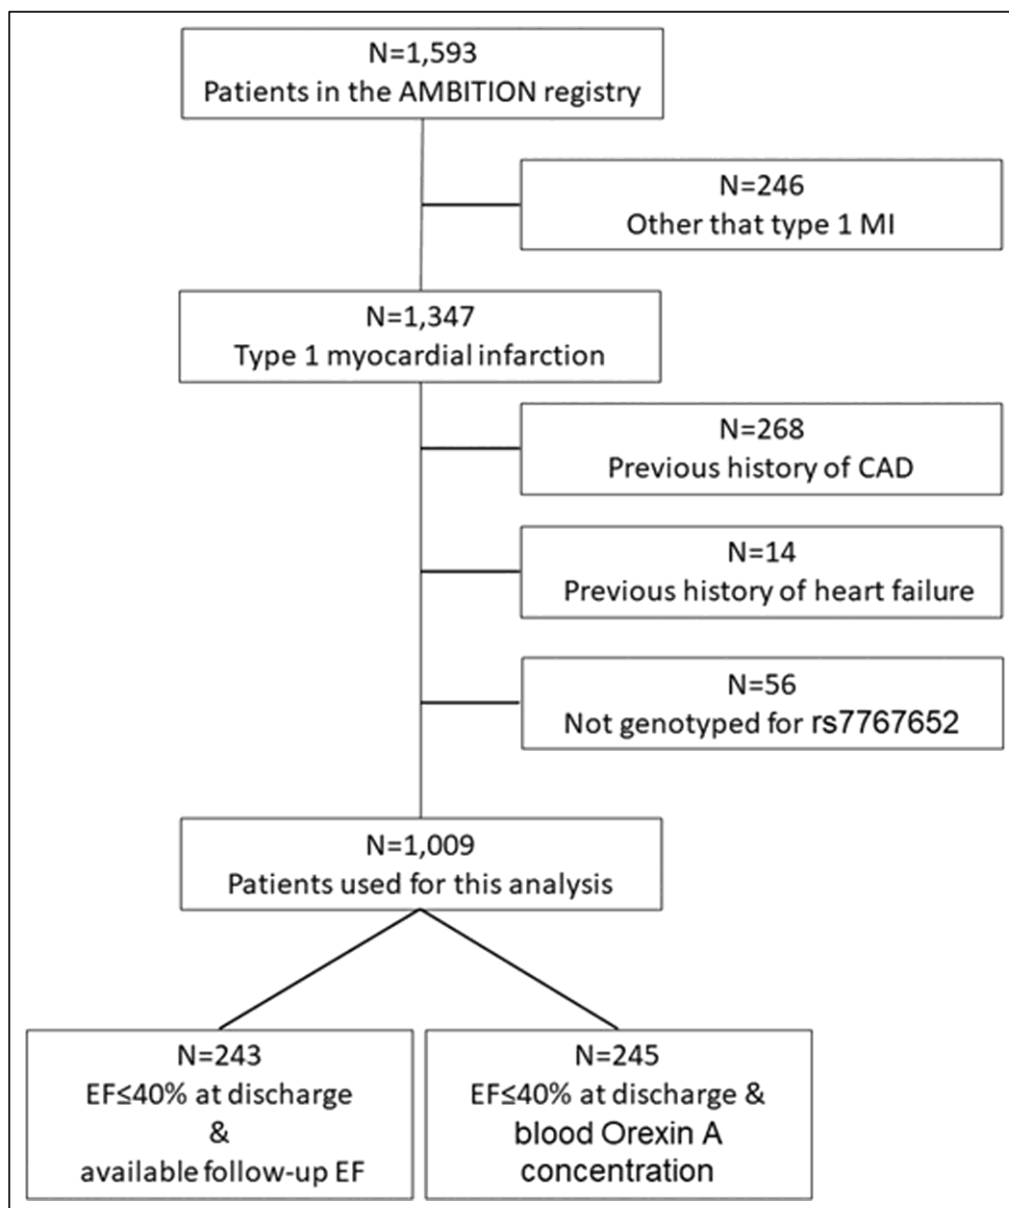 N=1,593
Patients in the AMBITION registry
N=246
Other that type 1 MI
N=1,347
Type 1 myocardial infarction
N=268
Previous history of CAD
N=14
Previous history of heart failure
N=56
Not genotyped for rs7767652
N=1,009
Patients used for this analysis
N=243
EF≤40% at discharge
&
available follow-up EF
N=245
EF≤40% at discharge &
blood Orexin A
concentration